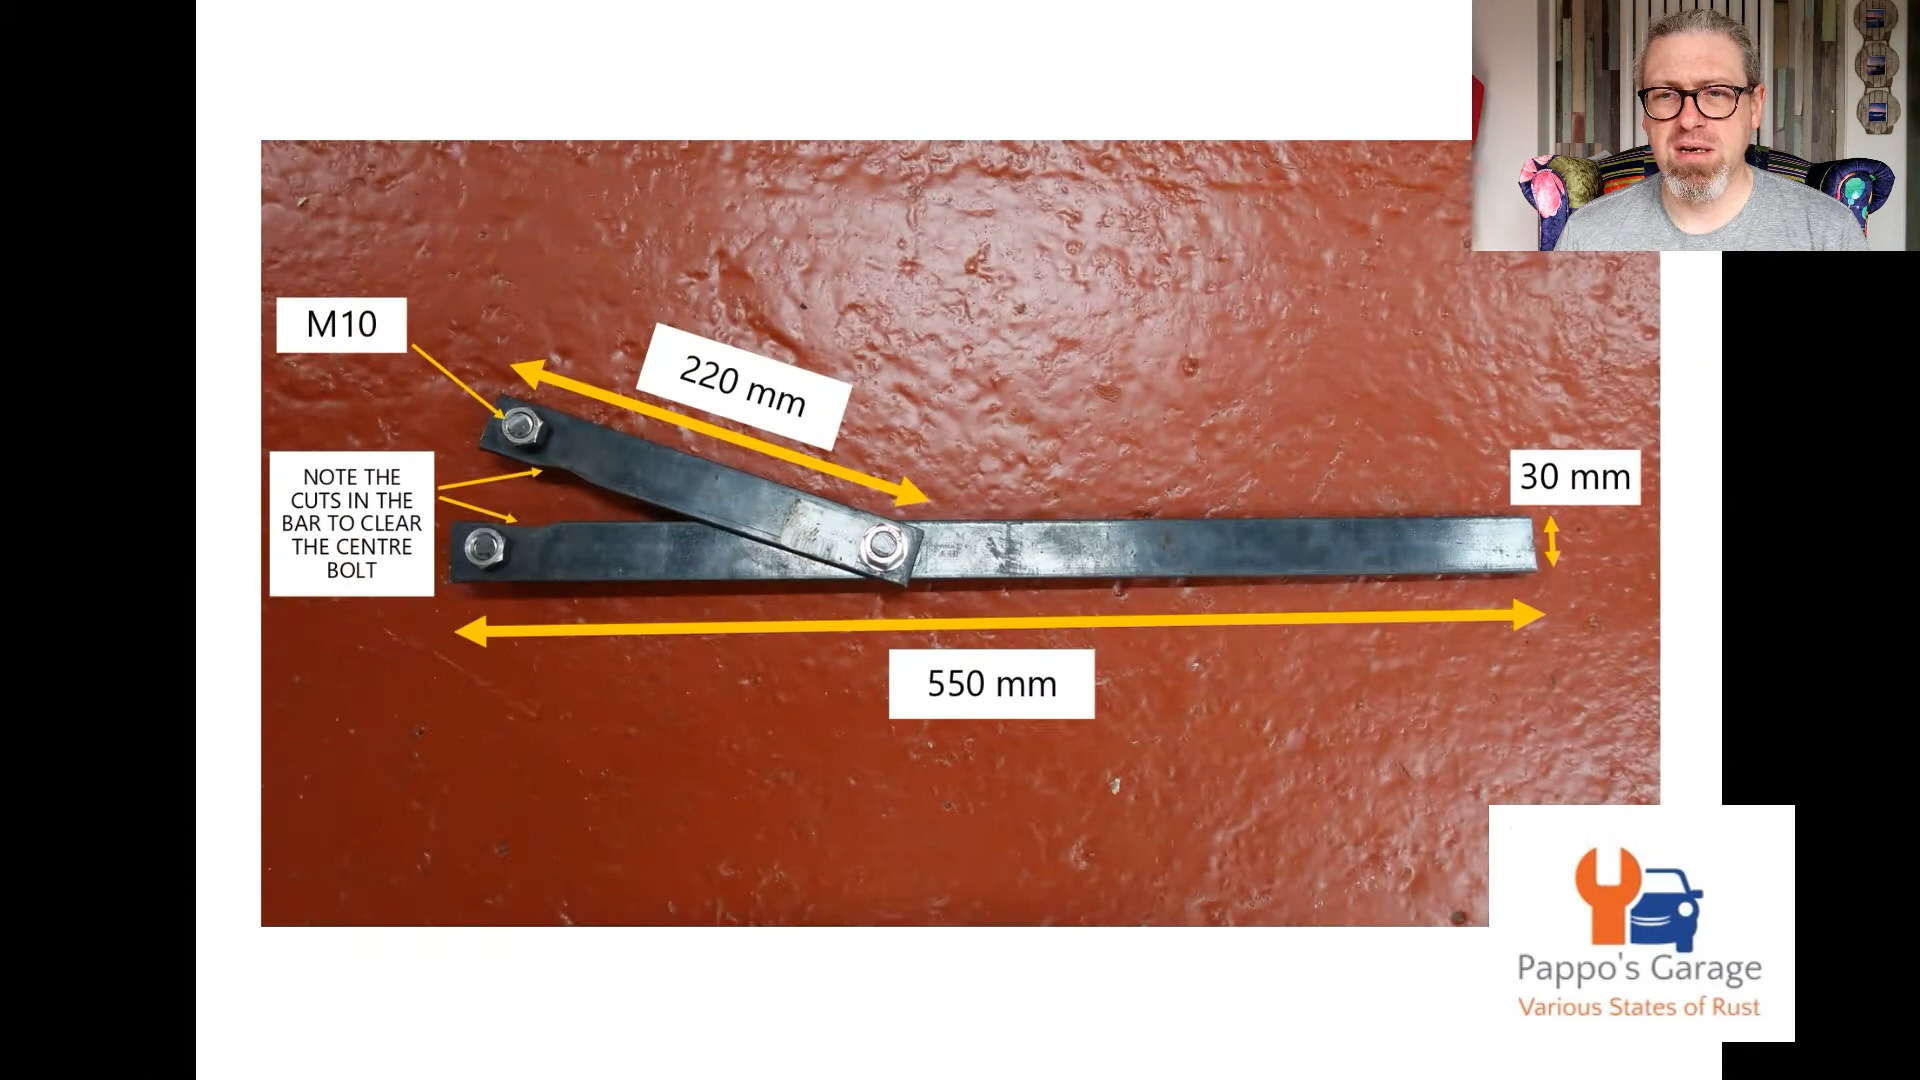 M10
220 mm
30 mm
NOTE THE
CUTS IN THE
BAR TO CLEAR
THE CENTRE
BOLT
550 mm
Pappo's Garage
Various States of Rust